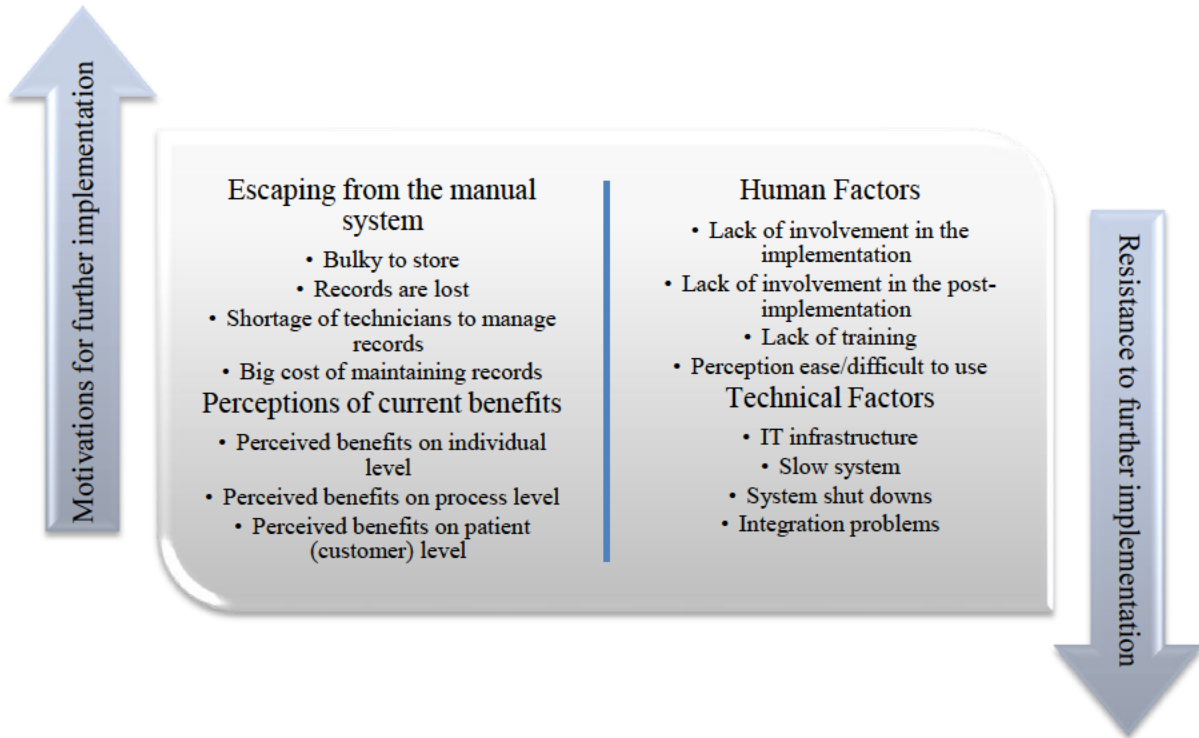 Motivations for further implementation
Escaping from the manual
system
• Bulky to store
• Records are lost
• Shortage of technicians to manage
records
• Big cost of maintaining records
Perceptions of current benefits
• Perceived benefits on individual
level
• Perceived benefits on process level
• Perceived benefits on patient
(customer) level
Human Factors
• Lack of involvement in the
implementation
• Lack of involvement in the post-
implementation
• Lack of training
• Perception ease/difficult to use
Technical Factors
• IT infrastructure
• Slow system
• System shut downs
• Integration problems
Resistance to further implementation